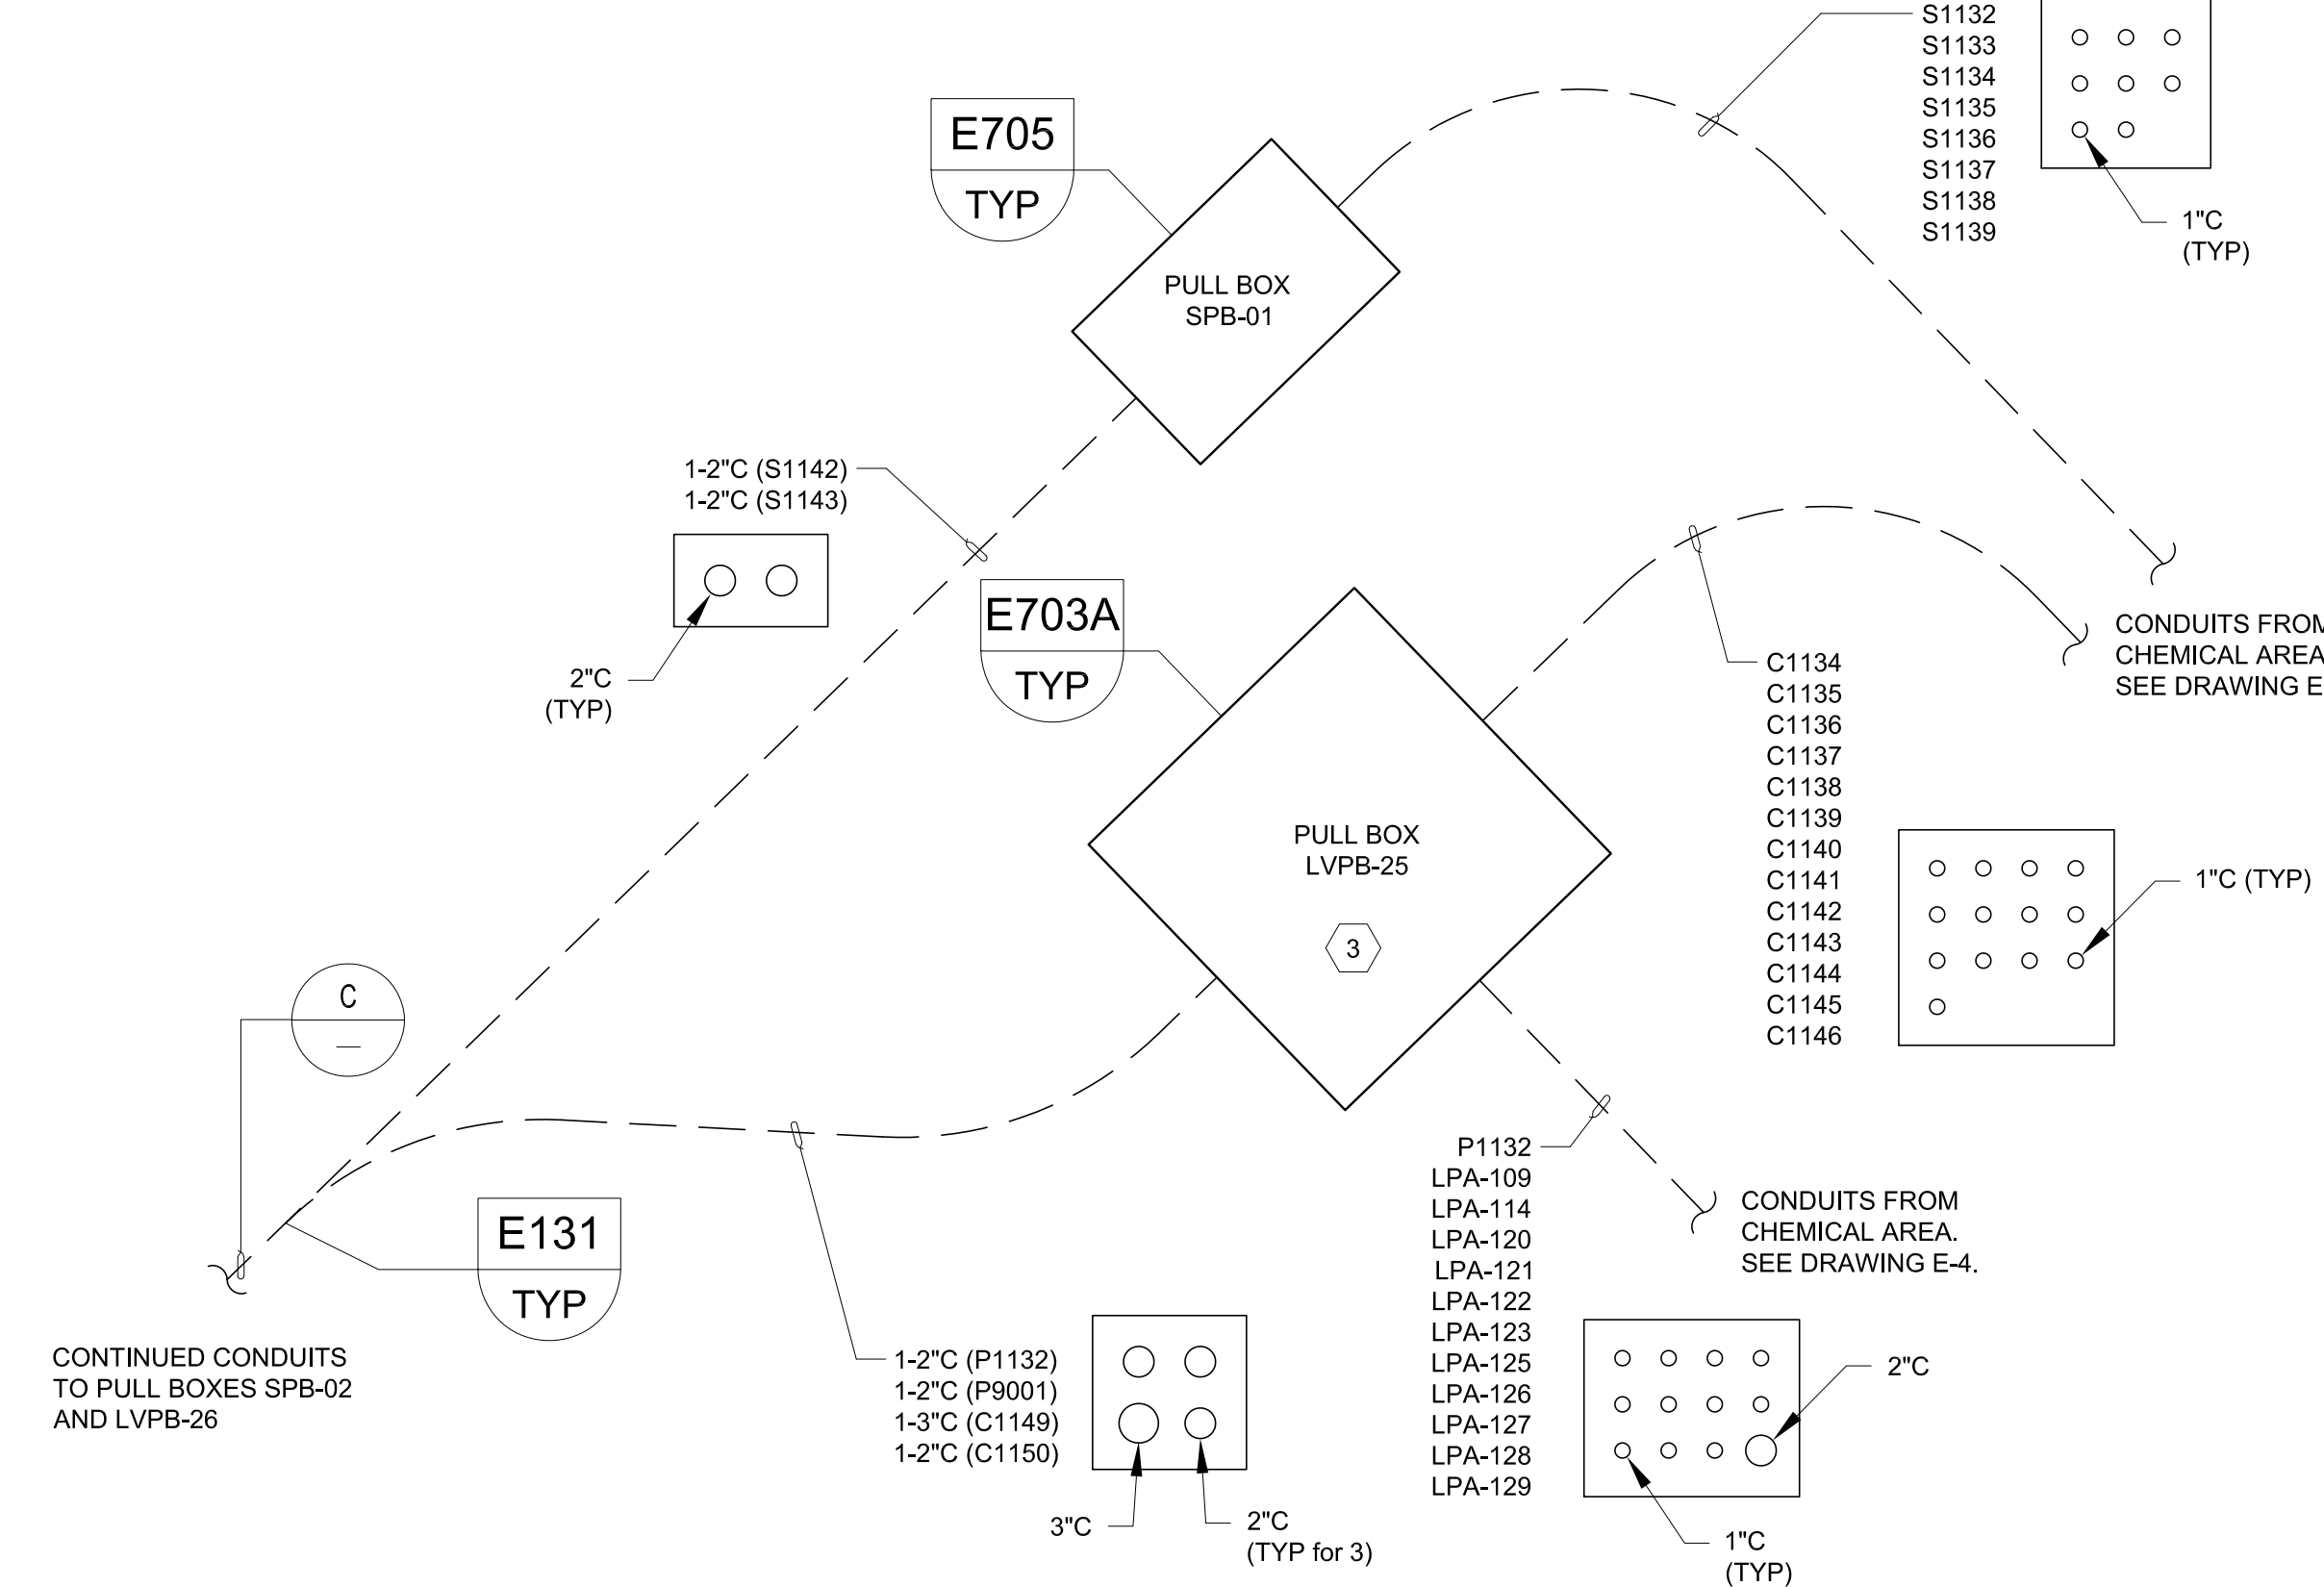 S1132
S1133
S1134
S1135
S1136
S1137
S1138
S1139
1"C
(TYP)
E705
TYP
PULL BOX
SPB-01
1-2"C (S1142)
1-2"C (S1143)
2"C
(TYP)
E703A
TYP
CONDUITS FROM
CHEMICAL AREA
SEE DRAWING E
C1134
C1135
C1136
C1137
C1138
C1139
C1140
C1141
C1142
C1143
C1144
C1145
C1146
1"C (TYP)
PULL BOX
LVPB-25
3
C
—
E131
TYP
CONTINUED CONDUITS
TO PULL BOXES SPB-02
AND LVPB-26
1-2"C (P1132)
1-2"C (P9001)
1-3"C (C1149)
1-2"C (C1150)
3"C
2"C
(TYP for 3)
P1132
LPA-109
LPA-114
LPA-120
LPA-121
LPA-122
LPA-123
LPA-125
LPA-126
LPA-127
LPA-128
LPA-129
CONDUITS FROM
CHEMICAL AREA.
SEE DRAWING E-4.
2"C
1"C
(TYP)